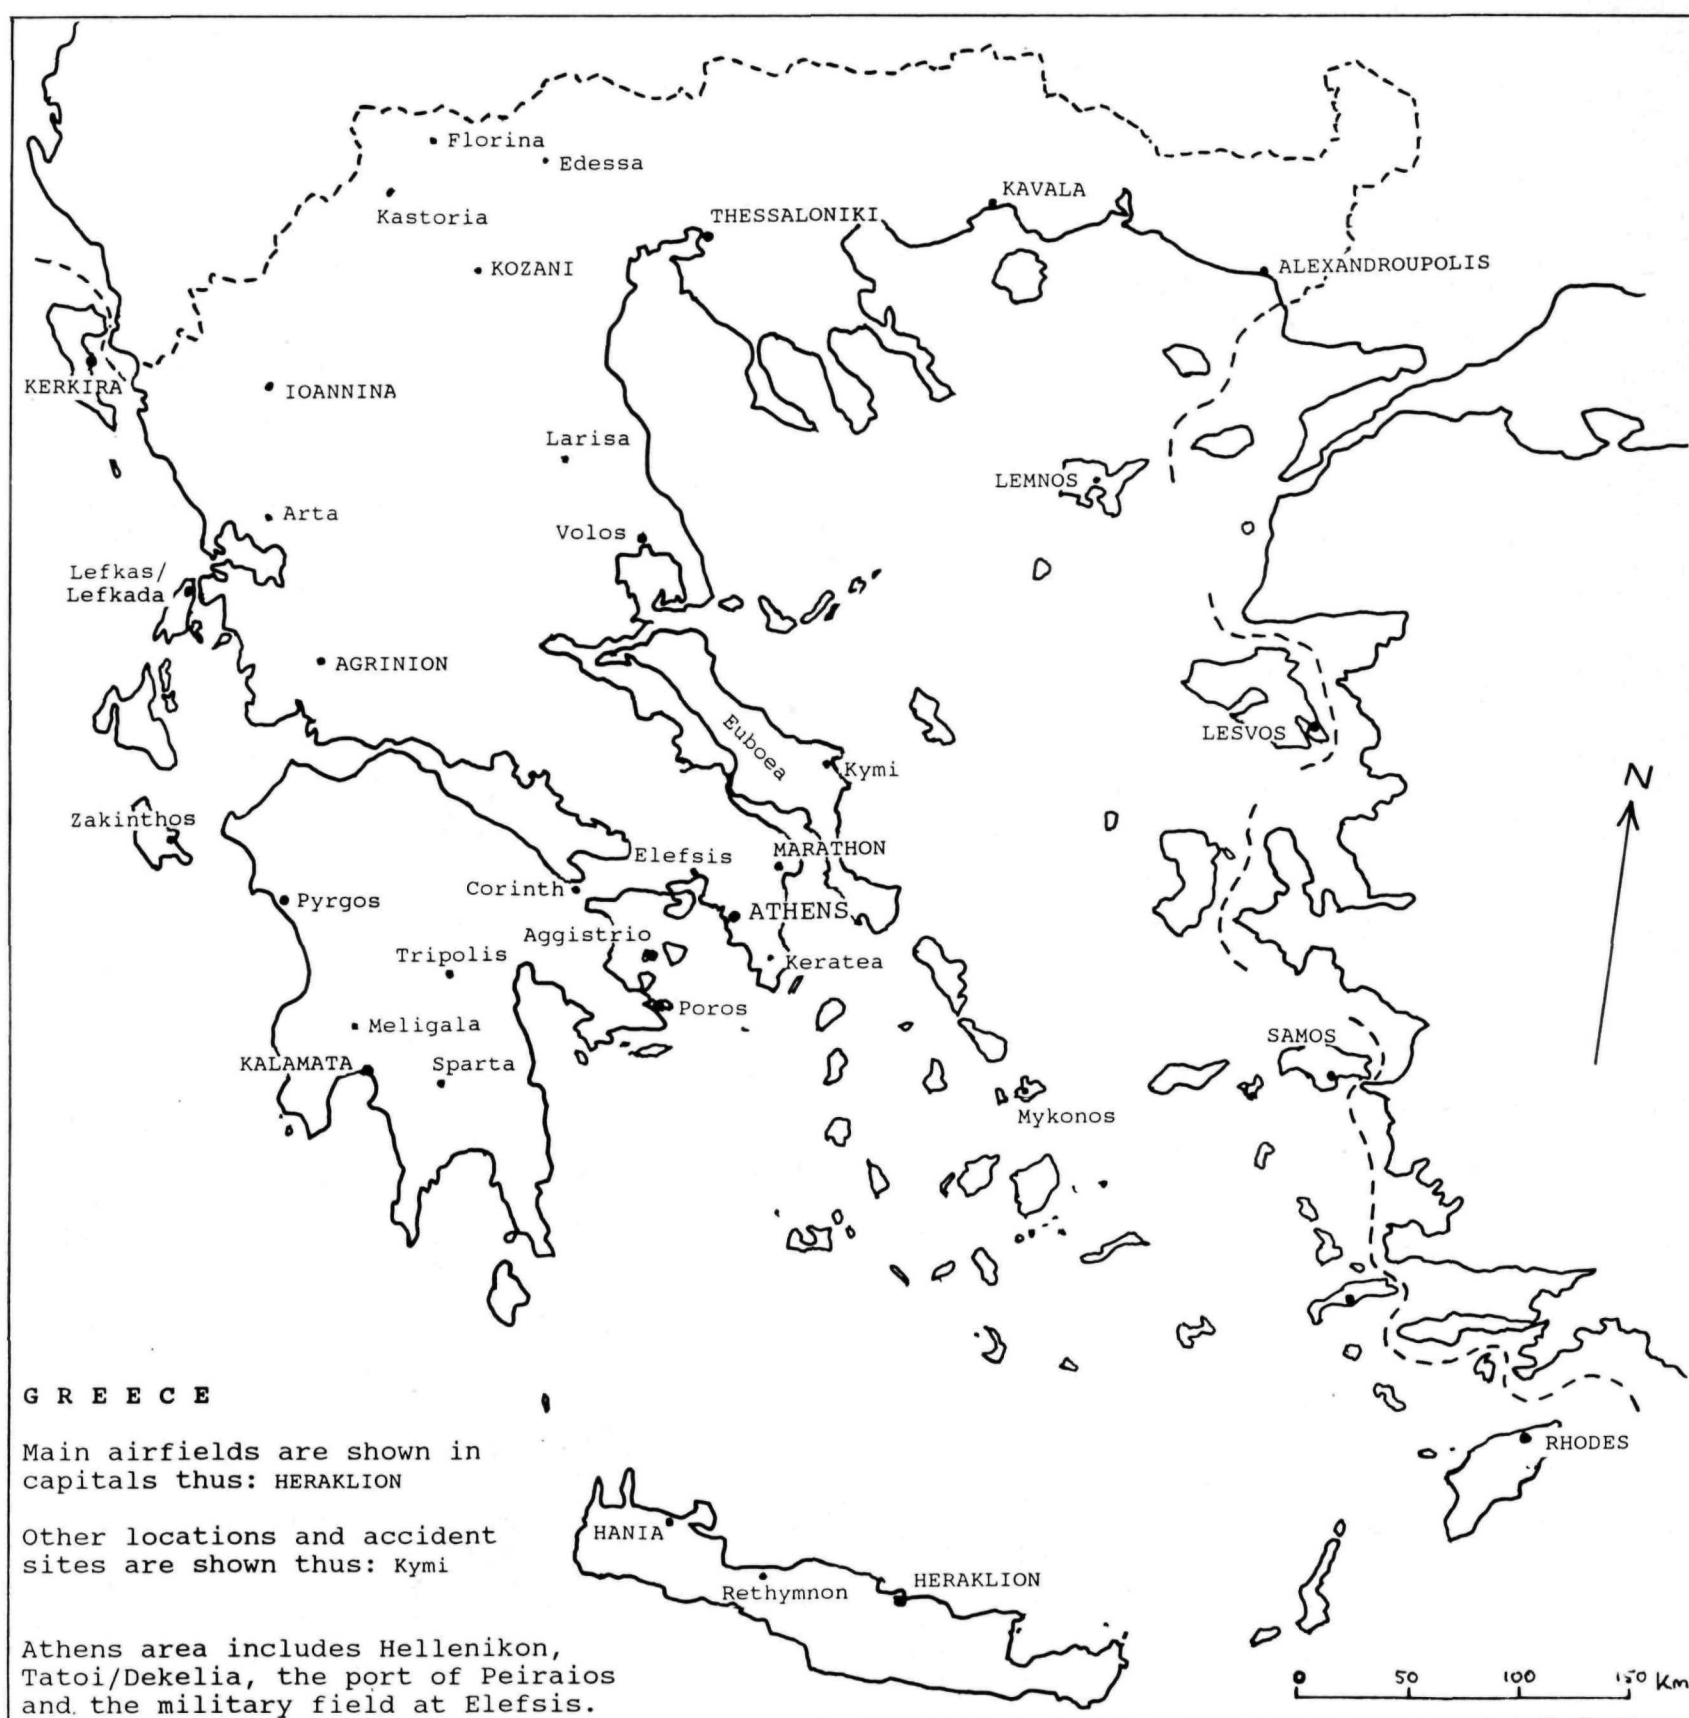 Florina
Edessa
KAVALA
Kastoria
THESSALONIKI
KOZANI
ALEXANDROUPOLIS
KERKIRA
IOANNINA
Larisa
LEMNOS
Arta
Volos
Lefkas/
Lefkada
AGRINION
Euboea
LESVOS
Kymi
N
Zakinthos
Elefsis
MARATHON
Corinth
Pyrgos
ATHENS
Aggistrio
Tripolis
Keratea
Poros
Meligala
SAMOS
KALAMATA
Sparta
Mykonos
G R E E C E
Main airfields are shown in
capitals thus: HERAKLION
Other locations and accident
sites are shown thus: Kymi
Athens area includes Hellenikon,
Tatoi/Dekelia, the port of Peiraios
and the military field at Elefsis.
RHODES
HANIA
Rethymnon
HERAKLION
0 50 100 150 Km